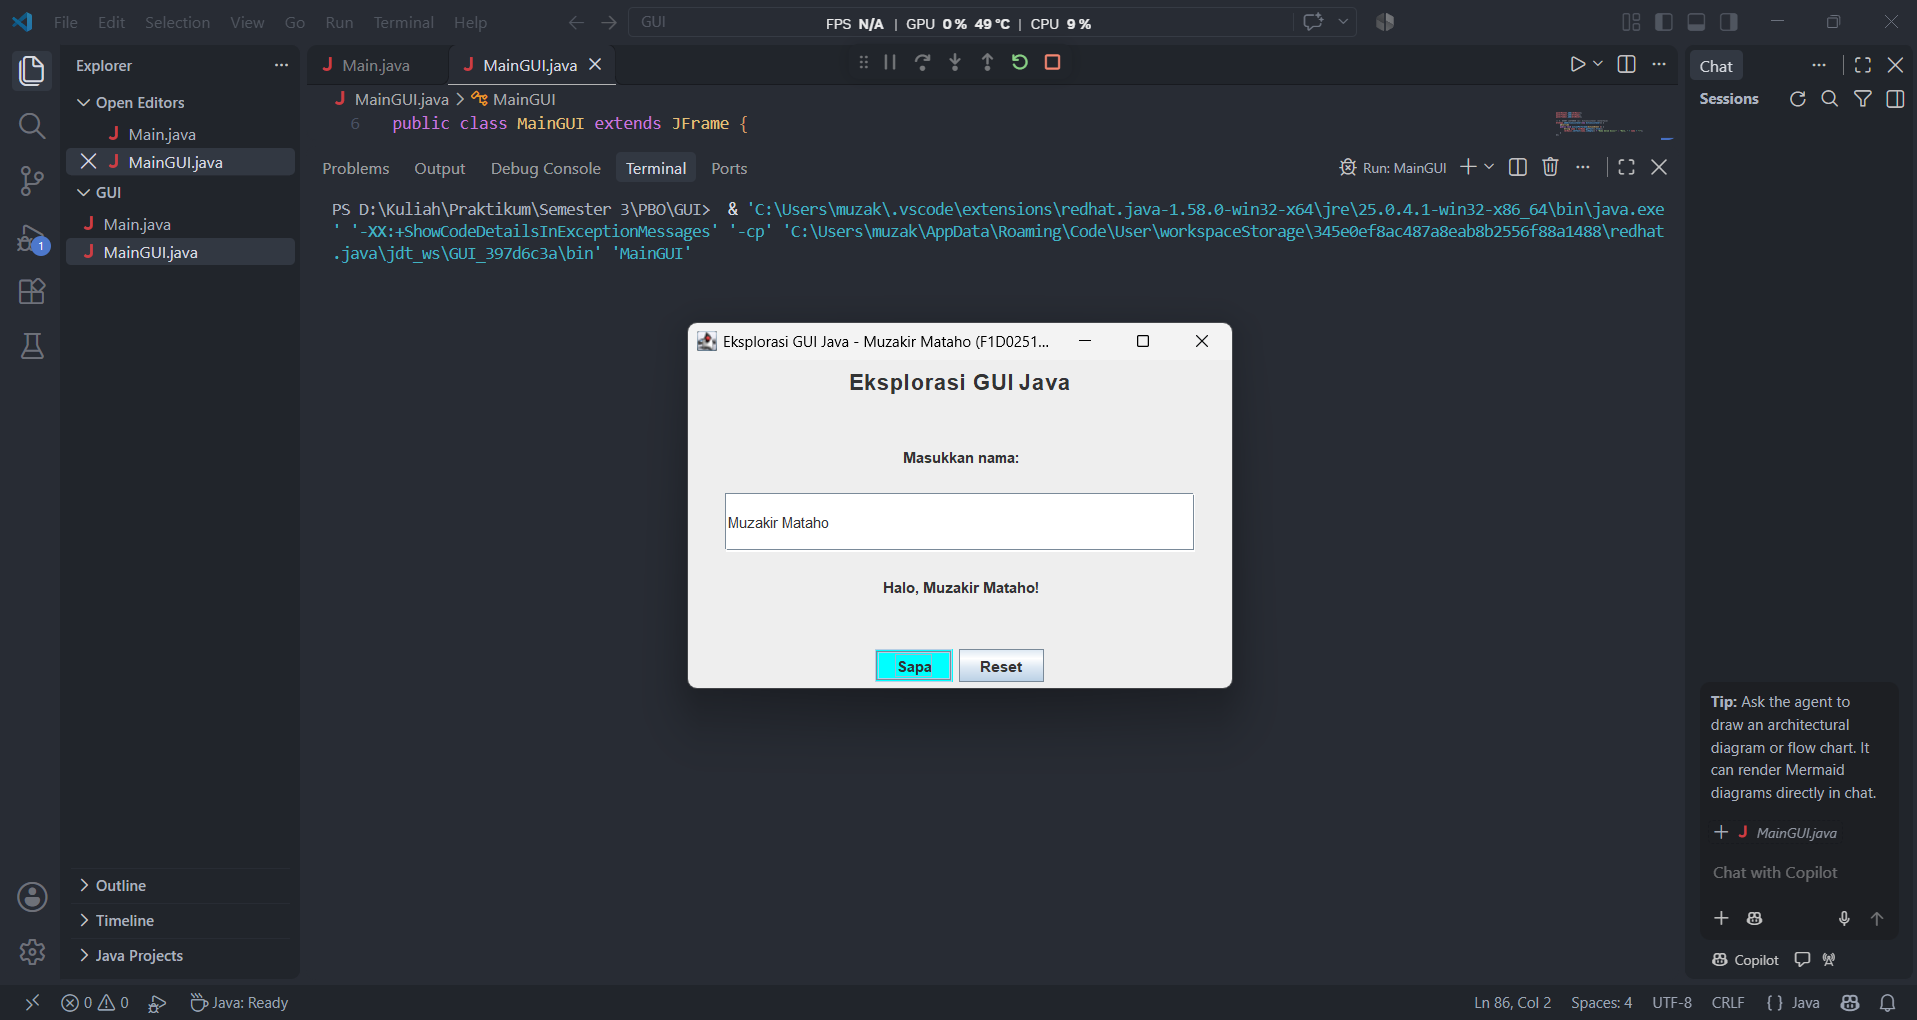 File Edit Selection View Go Run Terminal Help
GUI
FPS N/A | GPU 0% 49°C | CPU 9%
Explorer
Open Editors
Main.java
MainGUI.java
GUI
Main.java
MainGUI.java
1
Outline
Timeline
Java Projects
Main.java
MainGUI.java
MainGUI.java > MainGUI
6 public class MainGUI extends JFrame {
Problems Output Debug Console Terminal Ports
Run: MainGUI
PS D:\Kuliah\Praktikum\Semester 3\PBO\GUI> & 'C:\Users\muzak\.vscode\extensions\redhat.java-1.58.0-win32-x64\jre\25.0.4.1-win32-x86_64\bin\java.exe
' '-XX:+ShowCodeDetailsInExceptionMessages' '-cp' 'C:\Users\muzak\AppData\Roaming\Code\User\workspaceStorage\345e0ef8ac487a8eab8b2556f88a1488\redhat
.java\jdt_ws\GUI_397d6c3a\bin' 'MainGUI'
Eksplorasi GUI Java - Muzakir Mataho (F1D0251...
Eksplorasi GUI Java
Masukkan nama:
Muzakir Mataho
Halo, Muzakir Mataho!
Sapa
Reset
Chat
Sessions
Tip: Ask the agent to
draw an architectural
diagram or flow chart. It
can render Mermaid
diagrams directly in chat.
MainGUI.java
Chat with Copilot
Copilot
0 0
Java: Ready
Ln 86, Col 2 Spaces: 4 UTF-8 CRLF {} Java